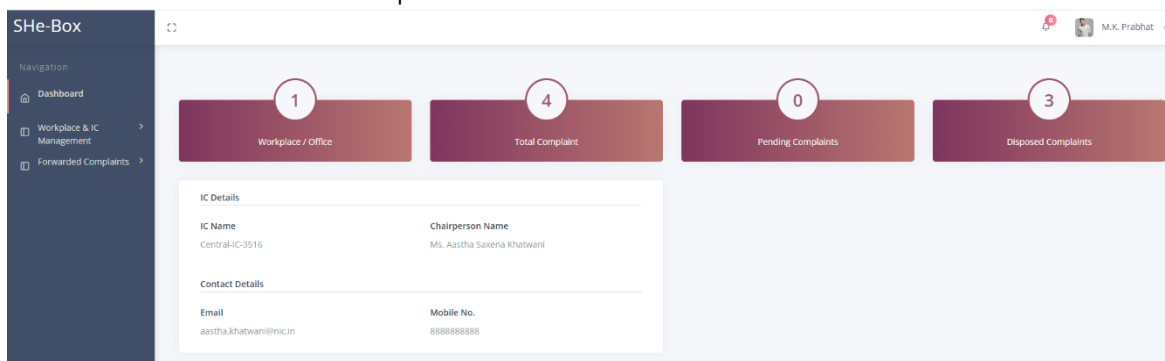 SHe-Box
M.K. Prabhat
Navigation
Dashboard
Workplace & IC
Management
Forwarded Complaints
1
Workplace / Office
4
Total Complaint
0
Pending Complaints
3
Disposed Complaints
IC Details
IC Name
Chairperson Name
Central-IC-3516
Ms. Aastha Saxena Khatwani
Contact Details
Email
Mobile No.
aastha.khatwani@nic.in
8888888888